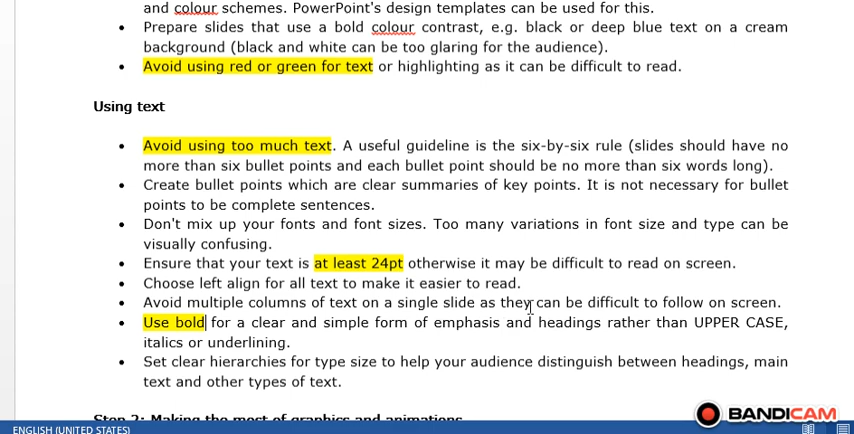 and colour schemes. PowerPoint's design templates can be used for this.
• Prepare slides that use a bold colour contrast, e.g. black or deep blue text on a cream
background (black and white can be too glaring for the audience).
• Avoid using red or green for text or highlighting as it can be difficult to read.
Using text
• Avoid using too much text. A useful guideline is the six-by-six rule (slides should have no
more than six bullet points and each bullet point should be no more than six words long).
• Create bullet points which are clear summaries of key points. It is not necessary for bullet
points to be complete sentences.
• Don't mix up your fonts and font sizes. Too many variations in font size and type can be
visually confusing.
• Ensure that your text is at least 24pt otherwise it may be difficult to read on screen.
• Choose left align for all text to make it easier to read.
• Avoid multiple columns of text on a single slide as they can be difficult to follow on screen.
• Use bold for a clear and simple form of emphasis and headings rather than UPPER CASE,
italics or underlining.
• Set clear hierarchies for type size to help your audience distinguish between headings, main
text and other types of text.
Step 2: Making the most of graphics and animations
BANDICAM
ENGLISH (UNITED STATES)